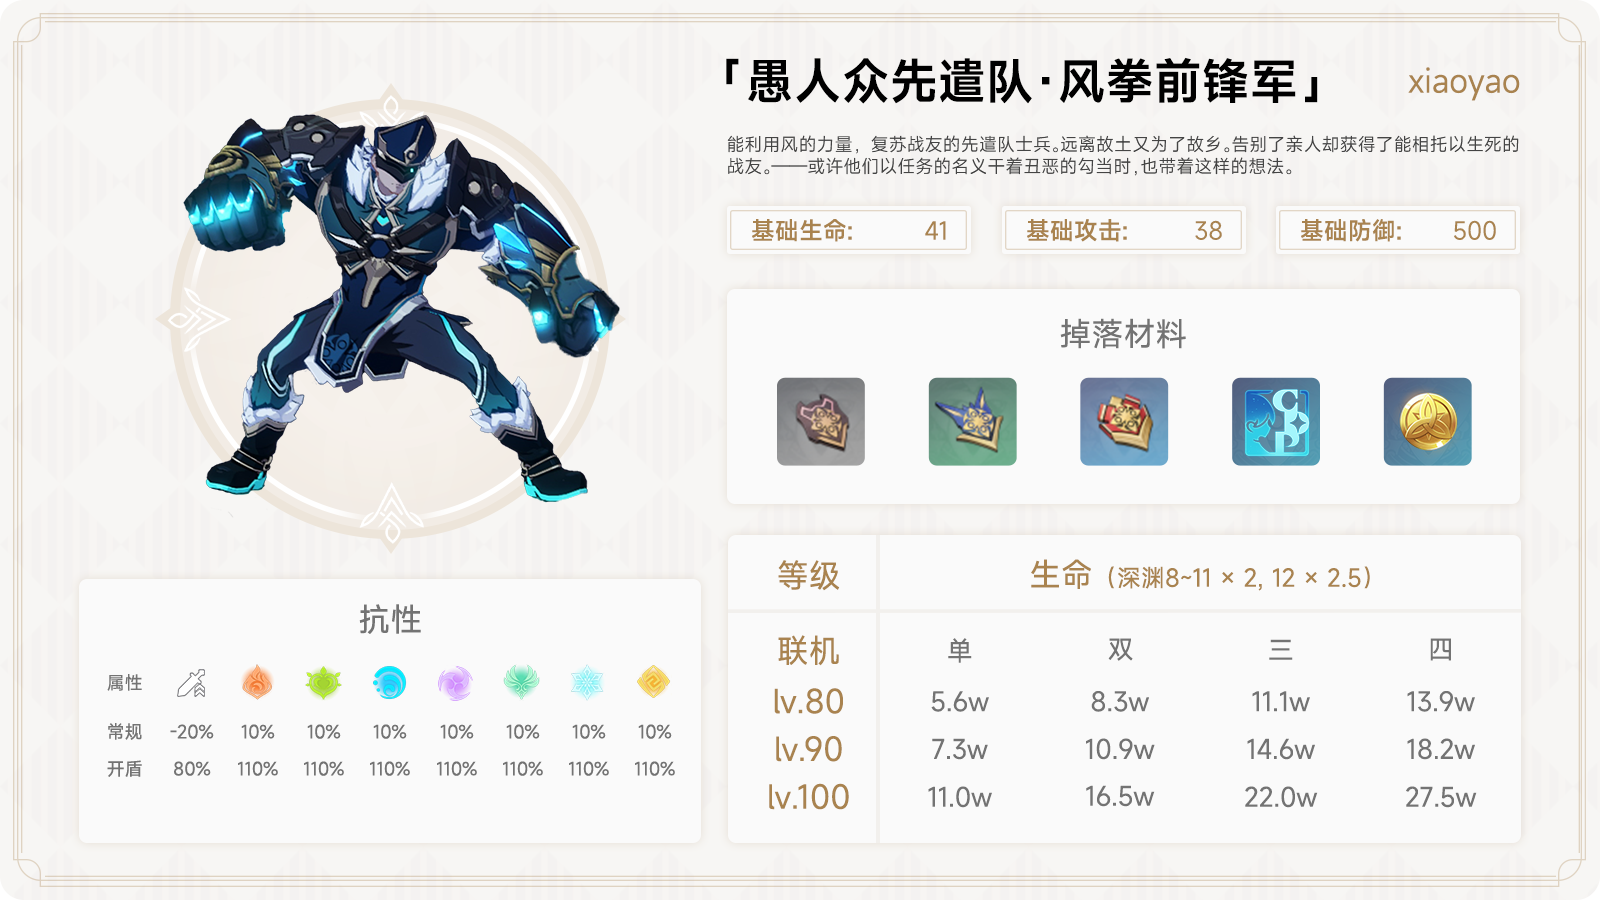 「愚人众先遣队·风拳前锋军」 xiaoyao
能利用风的力量，复苏战友的先遣队士兵。远离故土又为了故乡。告别了亲人却获得了能相托以生死的
战友。——或许他们以任务的名义干着丑恶的勾当时,也带着这样的想法。
基础生命: 41 基础攻击: 38 基础防御: 500
掉落材料
抗性
属性
常规 -20% 10% 10% 10% 10% 10% 10% 10%
开盾 80% 110% 110% 110% 110% 110% 110% 110%
等级 生命（深渊8~11 × 2, 12 × 2.5）
联机 单 双 三 四
lv.80 5.6w 8.3w 11.1w 13.9w
lv.90 7.3w 10.9w 14.6w 18.2w
lv.100 11.0w 16.5w 22.0w 27.5w